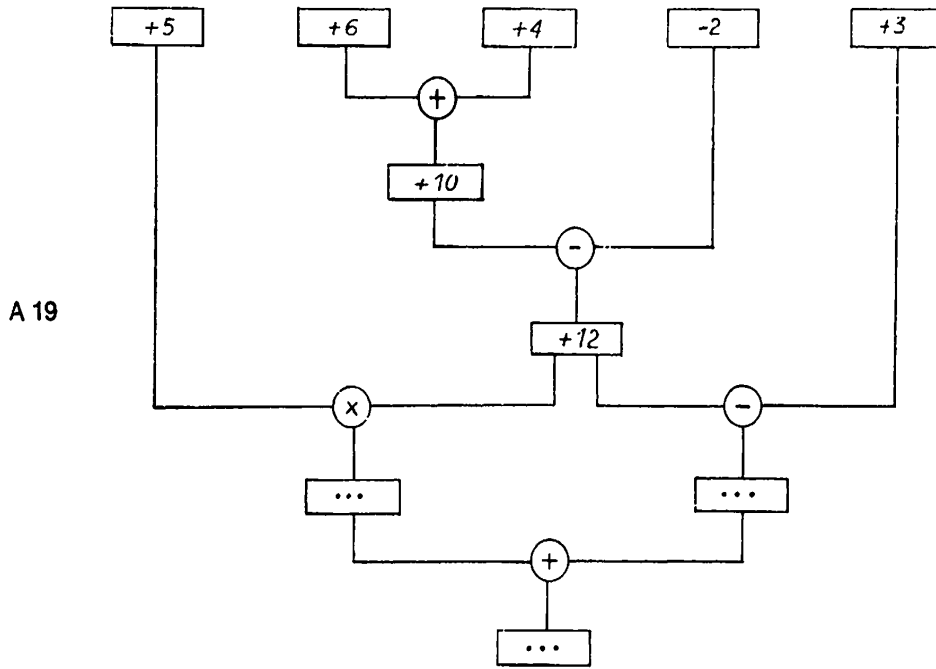 +5 +6 +4 -2 +3
+
+10
-
A 19
+12
x -
... ...
+
...